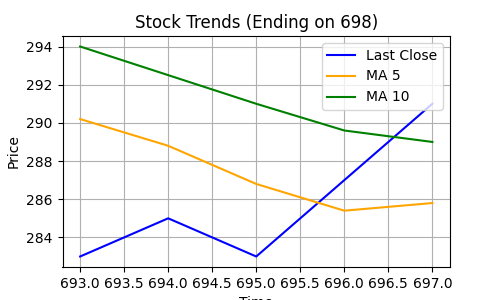 Stock Trends (Ending on 698)
Last Close
MA 5
MA 10
Price
294
292
290
288
286
284
693.0 693.5 694.0 694.5 695.0 695.5 696.0 696.5 697.0
Time